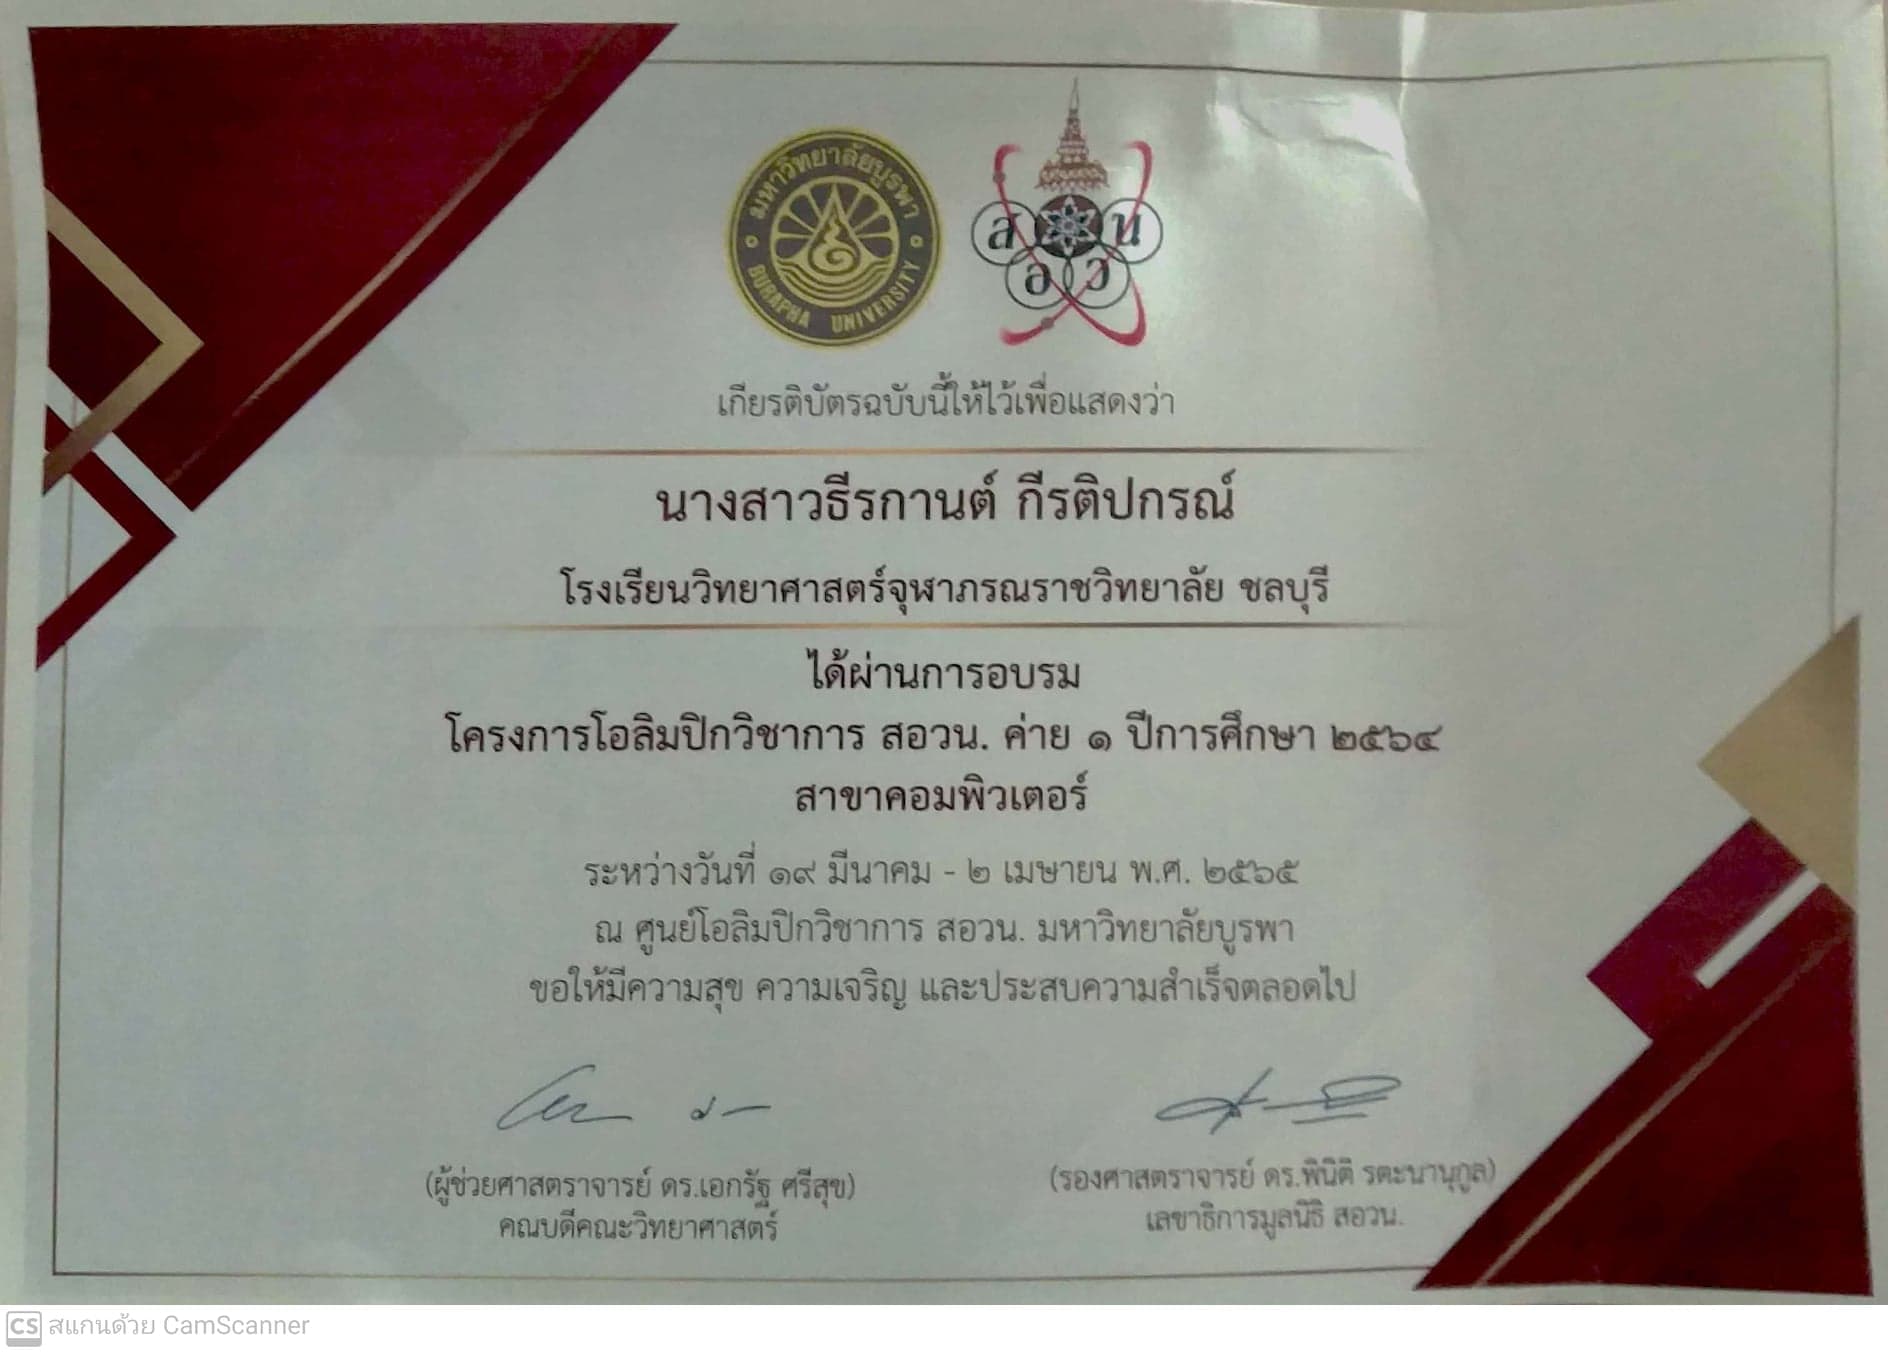 มหาวิทยาลัยบูรพา
BURAPHA UNIVERSITY
ส น
อ ว
เกียรติบัตรฉบับนี้ให้ไว้เพื่อแสดงว่า
นางสาวธีรกานต์ กีรติปกรณ์
โรงเรียนวิทยาศาสตร์จุฬาภรณราชวิทยาลัย ชลบุรี
ได้ผ่านการอบรม
โครงการโอลิมปิกวิชาการ สอวน. ค่าย ๑ ปีการศึกษา ๒๕๖๔
สาขาคอมพิวเตอร์
ระหว่างวันที่ ๑๙ มีนาคม - ๒ เมษายน พ.ศ. ๒๕๖๕
ณ ศูนย์โอลิมปิกวิชาการ สอวน. มหาวิทยาลัยบูรพา
ขอให้มีความสุข ความเจริญ และประสบความสำเร็จตลอดไป
(ผู้ช่วยศาสตราจารย์ ดร.เอกรัฐ ศรีสุข)
คณบดีคณะวิทยาศาสตร์
(รองศาสตราจารย์ ดร.พินิติ รตะนานุกูล)
เลขาธิการมูลนิธิ สอวน.
CS สแกนด้วย CamScanner